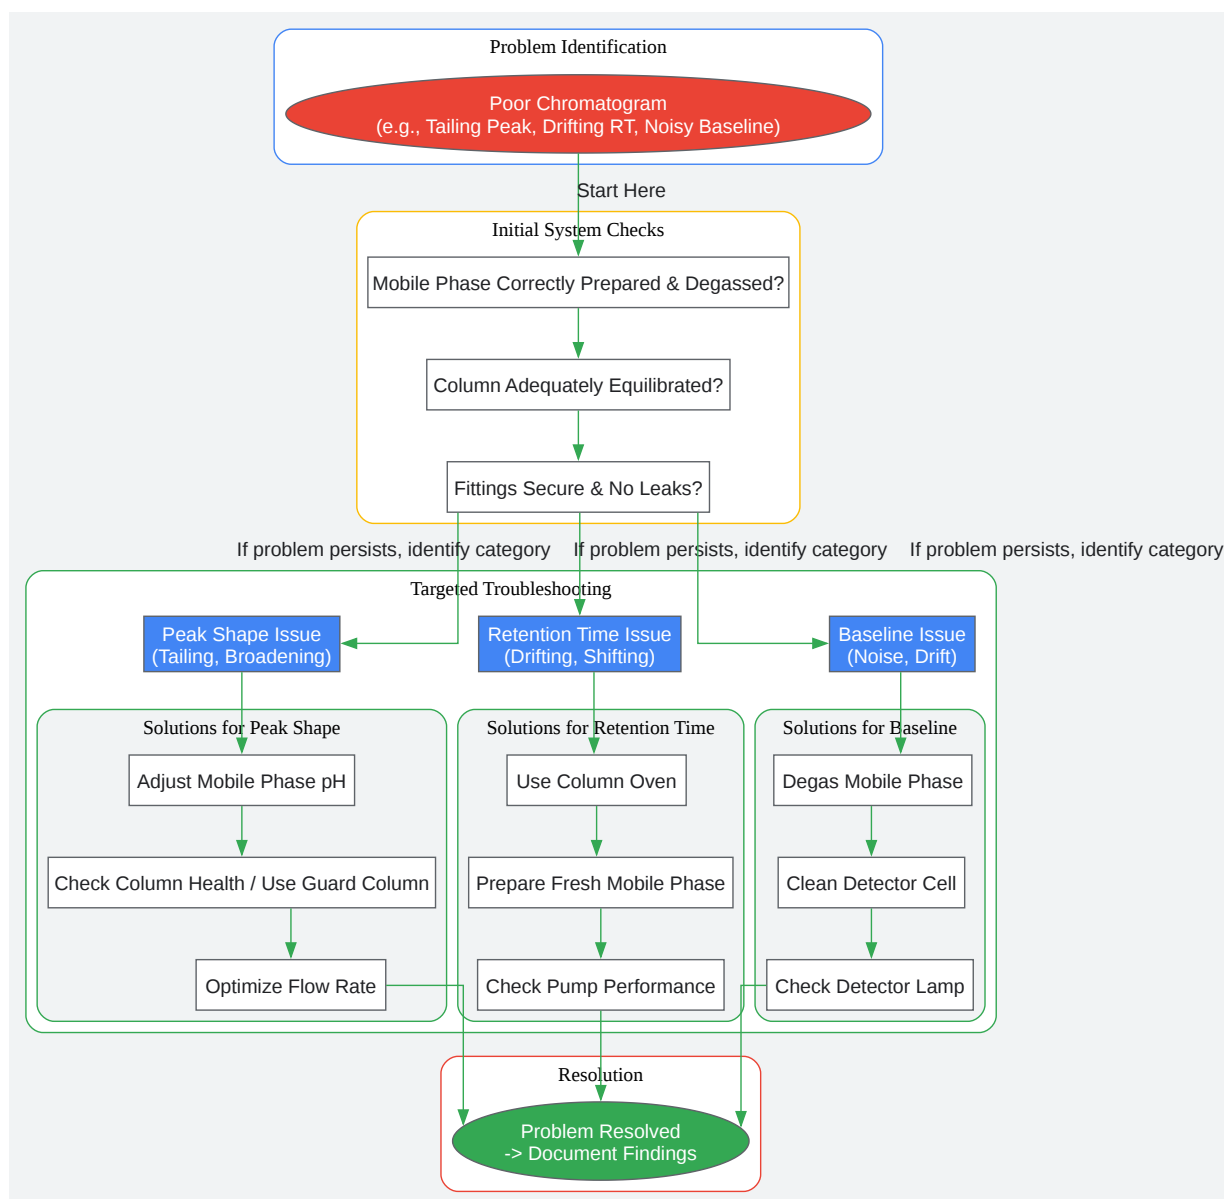 Problem Identification
Poor Chromatogram
(e.g., Tailing Peak, Drifting RT, Noisy Baseline)
Start Here
Initial System Checks
Mobile Phase Correctly Prepared & Degassed?
Column Adequately Equilibrated?
Fittings Secure & No Leaks?
If problem persists, identify category
If problem persists, identify category
If problem persists, identify category
Targeted Troubleshooting
Peak Shape Issue
(Tailing, Broadening)
Retention Time Issue
(Drifting, Shifting)
Baseline Issue
(Noise, Drift)
Solutions for Peak Shape
Adjust Mobile Phase pH
Check Column Health / Use Guard Column
Optimize Flow Rate
Solutions for Retention Time
Use Column Oven
Prepare Fresh Mobile Phase
Check Pump Performance
Solutions for Baseline
Degas Mobile Phase
Clean Detector Cell
Check Detector Lamp
Resolution
Problem Resolved
-> Document Findings